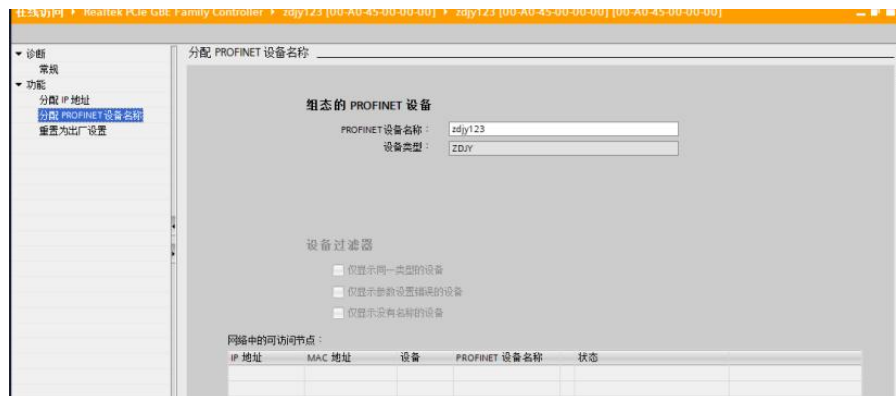 在线访问 ▸ Realtek PCIe GBE Family Controller ▸ zdjy123 [00-A0-45-00-00-00] ▸ zdjy123 [00-A0-45-00-00-00] [00-A0-45-00-00-00]
诊断
常规
功能
分配 IP 地址
分配 PROFINET 设备名称
重置为出厂设置
分配 PROFINET 设备名称
组态的 PROFINET 设备
PROFINET设备名称： zdjy123
设备类型： ZDJY
设备过滤器
仅显示同一类型的设备
仅显示参数设置错误的设备
仅显示没有名称的设备
网络中的可访问节点：
IP 地址 MAC 地址 设备 PROFINET 设备名称 状态